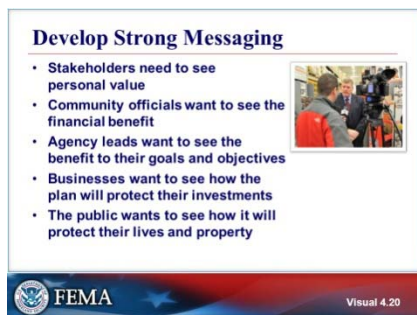 Develop Strong Messaging
• Stakeholders need to see
personal value
• Community officials want to see the
financial benefit
• Agency leads want to see the
benefit to their goals and objectives
• Businesses want to see how the
plan will protect their investments
• The public wants to see how it will
protect their lives and property
FEMA
Visual 4.20